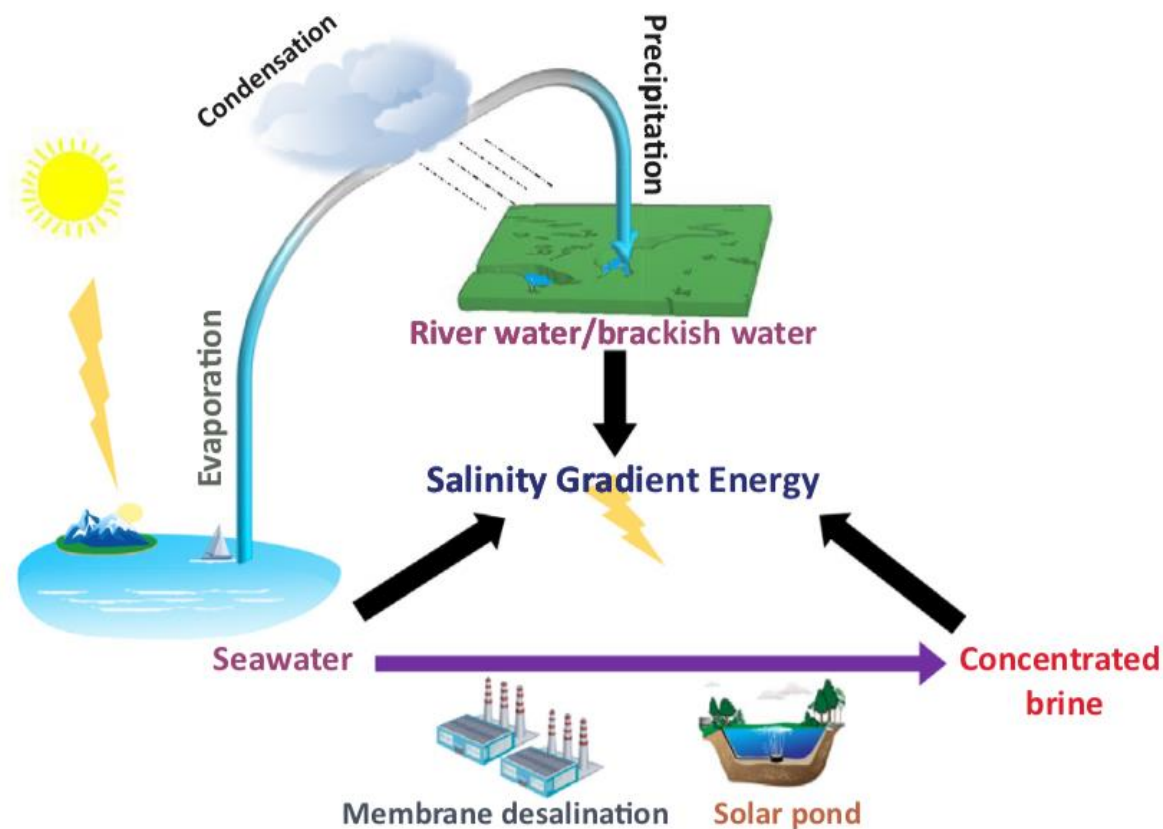 Condensation
Precipitation
Evaporation
River water/brackish water
Salinity Gradient Energy
Seawater
Concentrated
brine
Membrane desalination
Solar pond